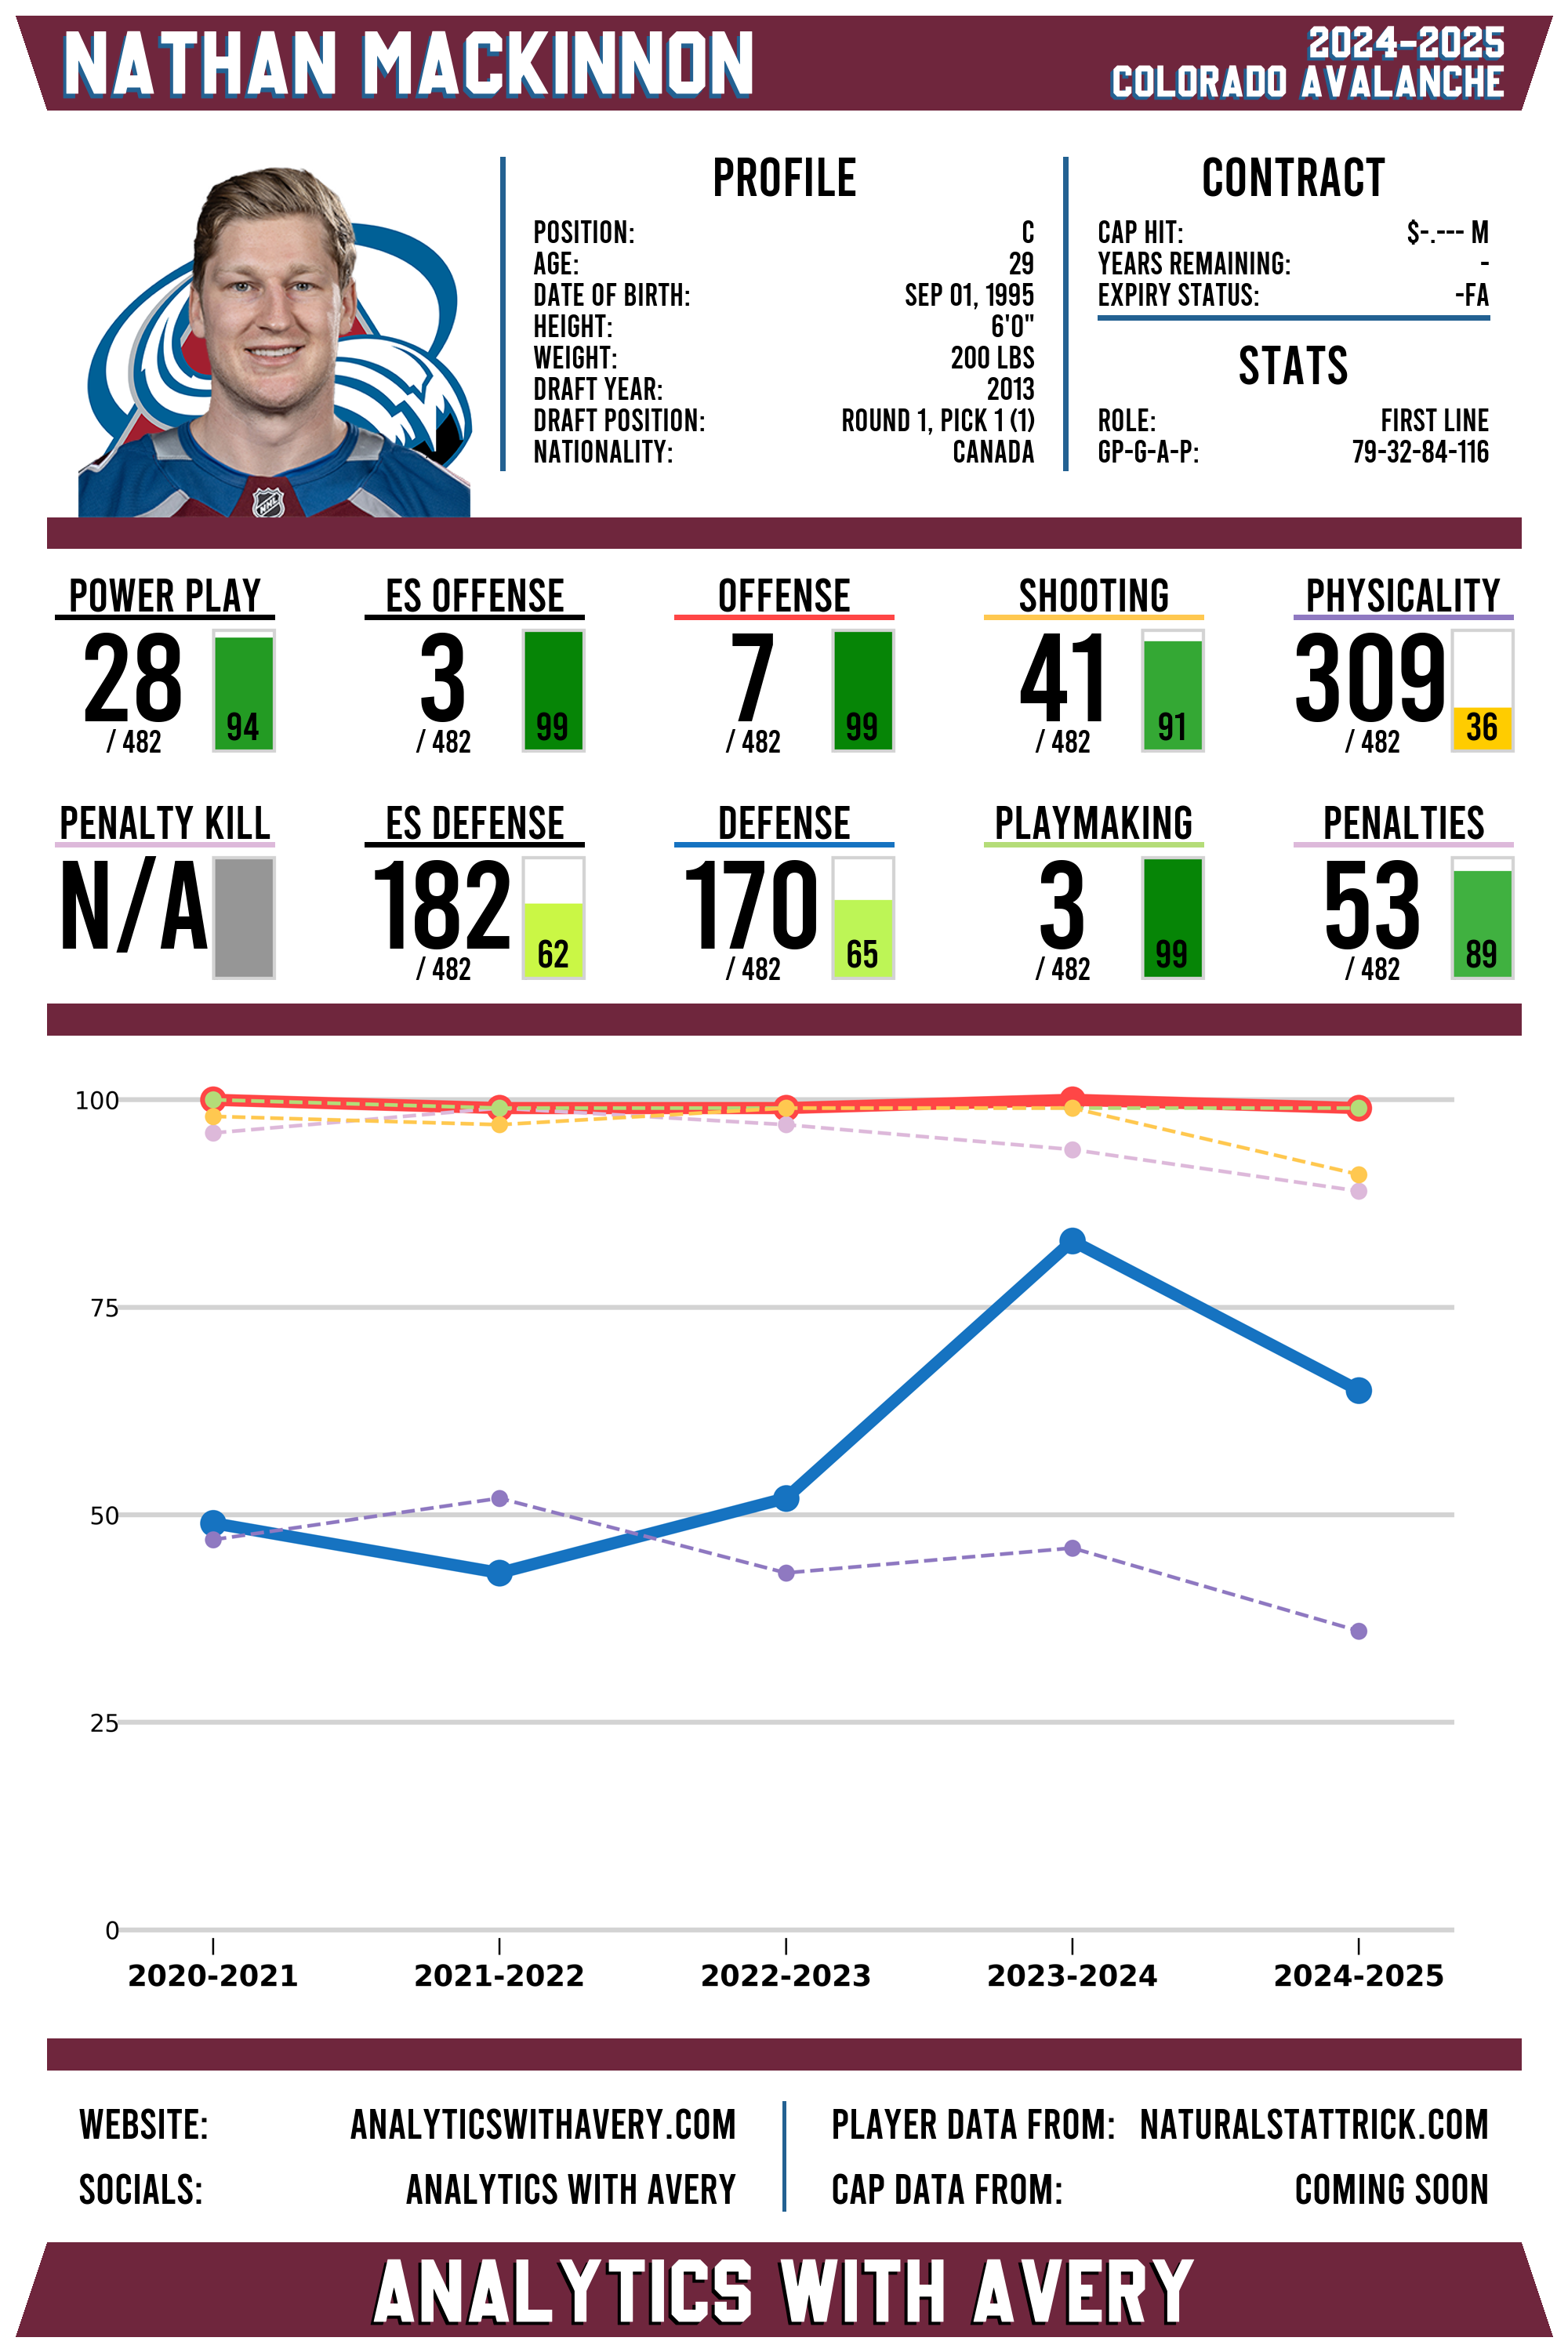 NATHAN MACKINNON
2024-2025
COLORADO AVALANCHE
PROFILE
POSITION: C
AGE: 29
DATE OF BIRTH: SEP 01, 1995
HEIGHT: 6'0"
WEIGHT: 200 LBS
DRAFT YEAR: 2013
DRAFT POSITION: ROUND 1, PICK 1 (1)
NATIONALITY: CANADA
CONTRACT
CAP HIT: $-.--- M
YEARS REMAINING: -
EXPIRY STATUS: -FA
STATS
ROLE: FIRST LINE
GP-G-A-P: 79-32-84-116
NHL
POWER PLAY
28
/ 482
94
ES OFFENSE
3
/ 482
99
OFFENSE
7
/ 482
99
SHOOTING
41
/ 482
91
PHYSICALITY
309
/ 482
36
PENALTY KILL
N/A
ES DEFENSE
182
/ 482
62
DEFENSE
170
/ 482
65
PLAYMAKING
3
/ 482
99
PENALTIES
53
/ 482
89
100
75
50
25
0
2020-2021 2021-2022 2022-2023 2023-2024 2024-2025
WEBSITE: ANALYTICSWITHAVERY.COM
SOCIALS: ANALYTICS WITH AVERY
PLAYER DATA FROM: NATURALSTATTRICK.COM
CAP DATA FROM: COMING SOON
ANALYTICS WITH AVERY